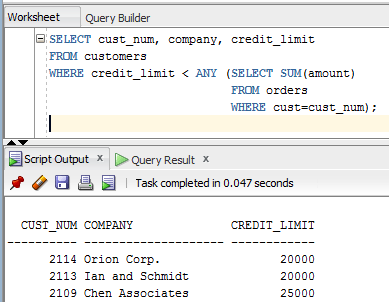 Worksheet Query Builder
SELECT cust_num, company, credit_limit
FROM customers
WHERE credit_limit < ANY (SELECT SUM(amount)
FROM orders
WHERE cust=cust_num);
Script Output x Query Result x
Task completed in 0.047 seconds
CUST_NUM COMPANY CREDIT_LIMIT
---------- -------------------- ------------
2114 Orion Corp. 20000
2113 Ian and Schmidt 20000
2109 Chen Associates 25000